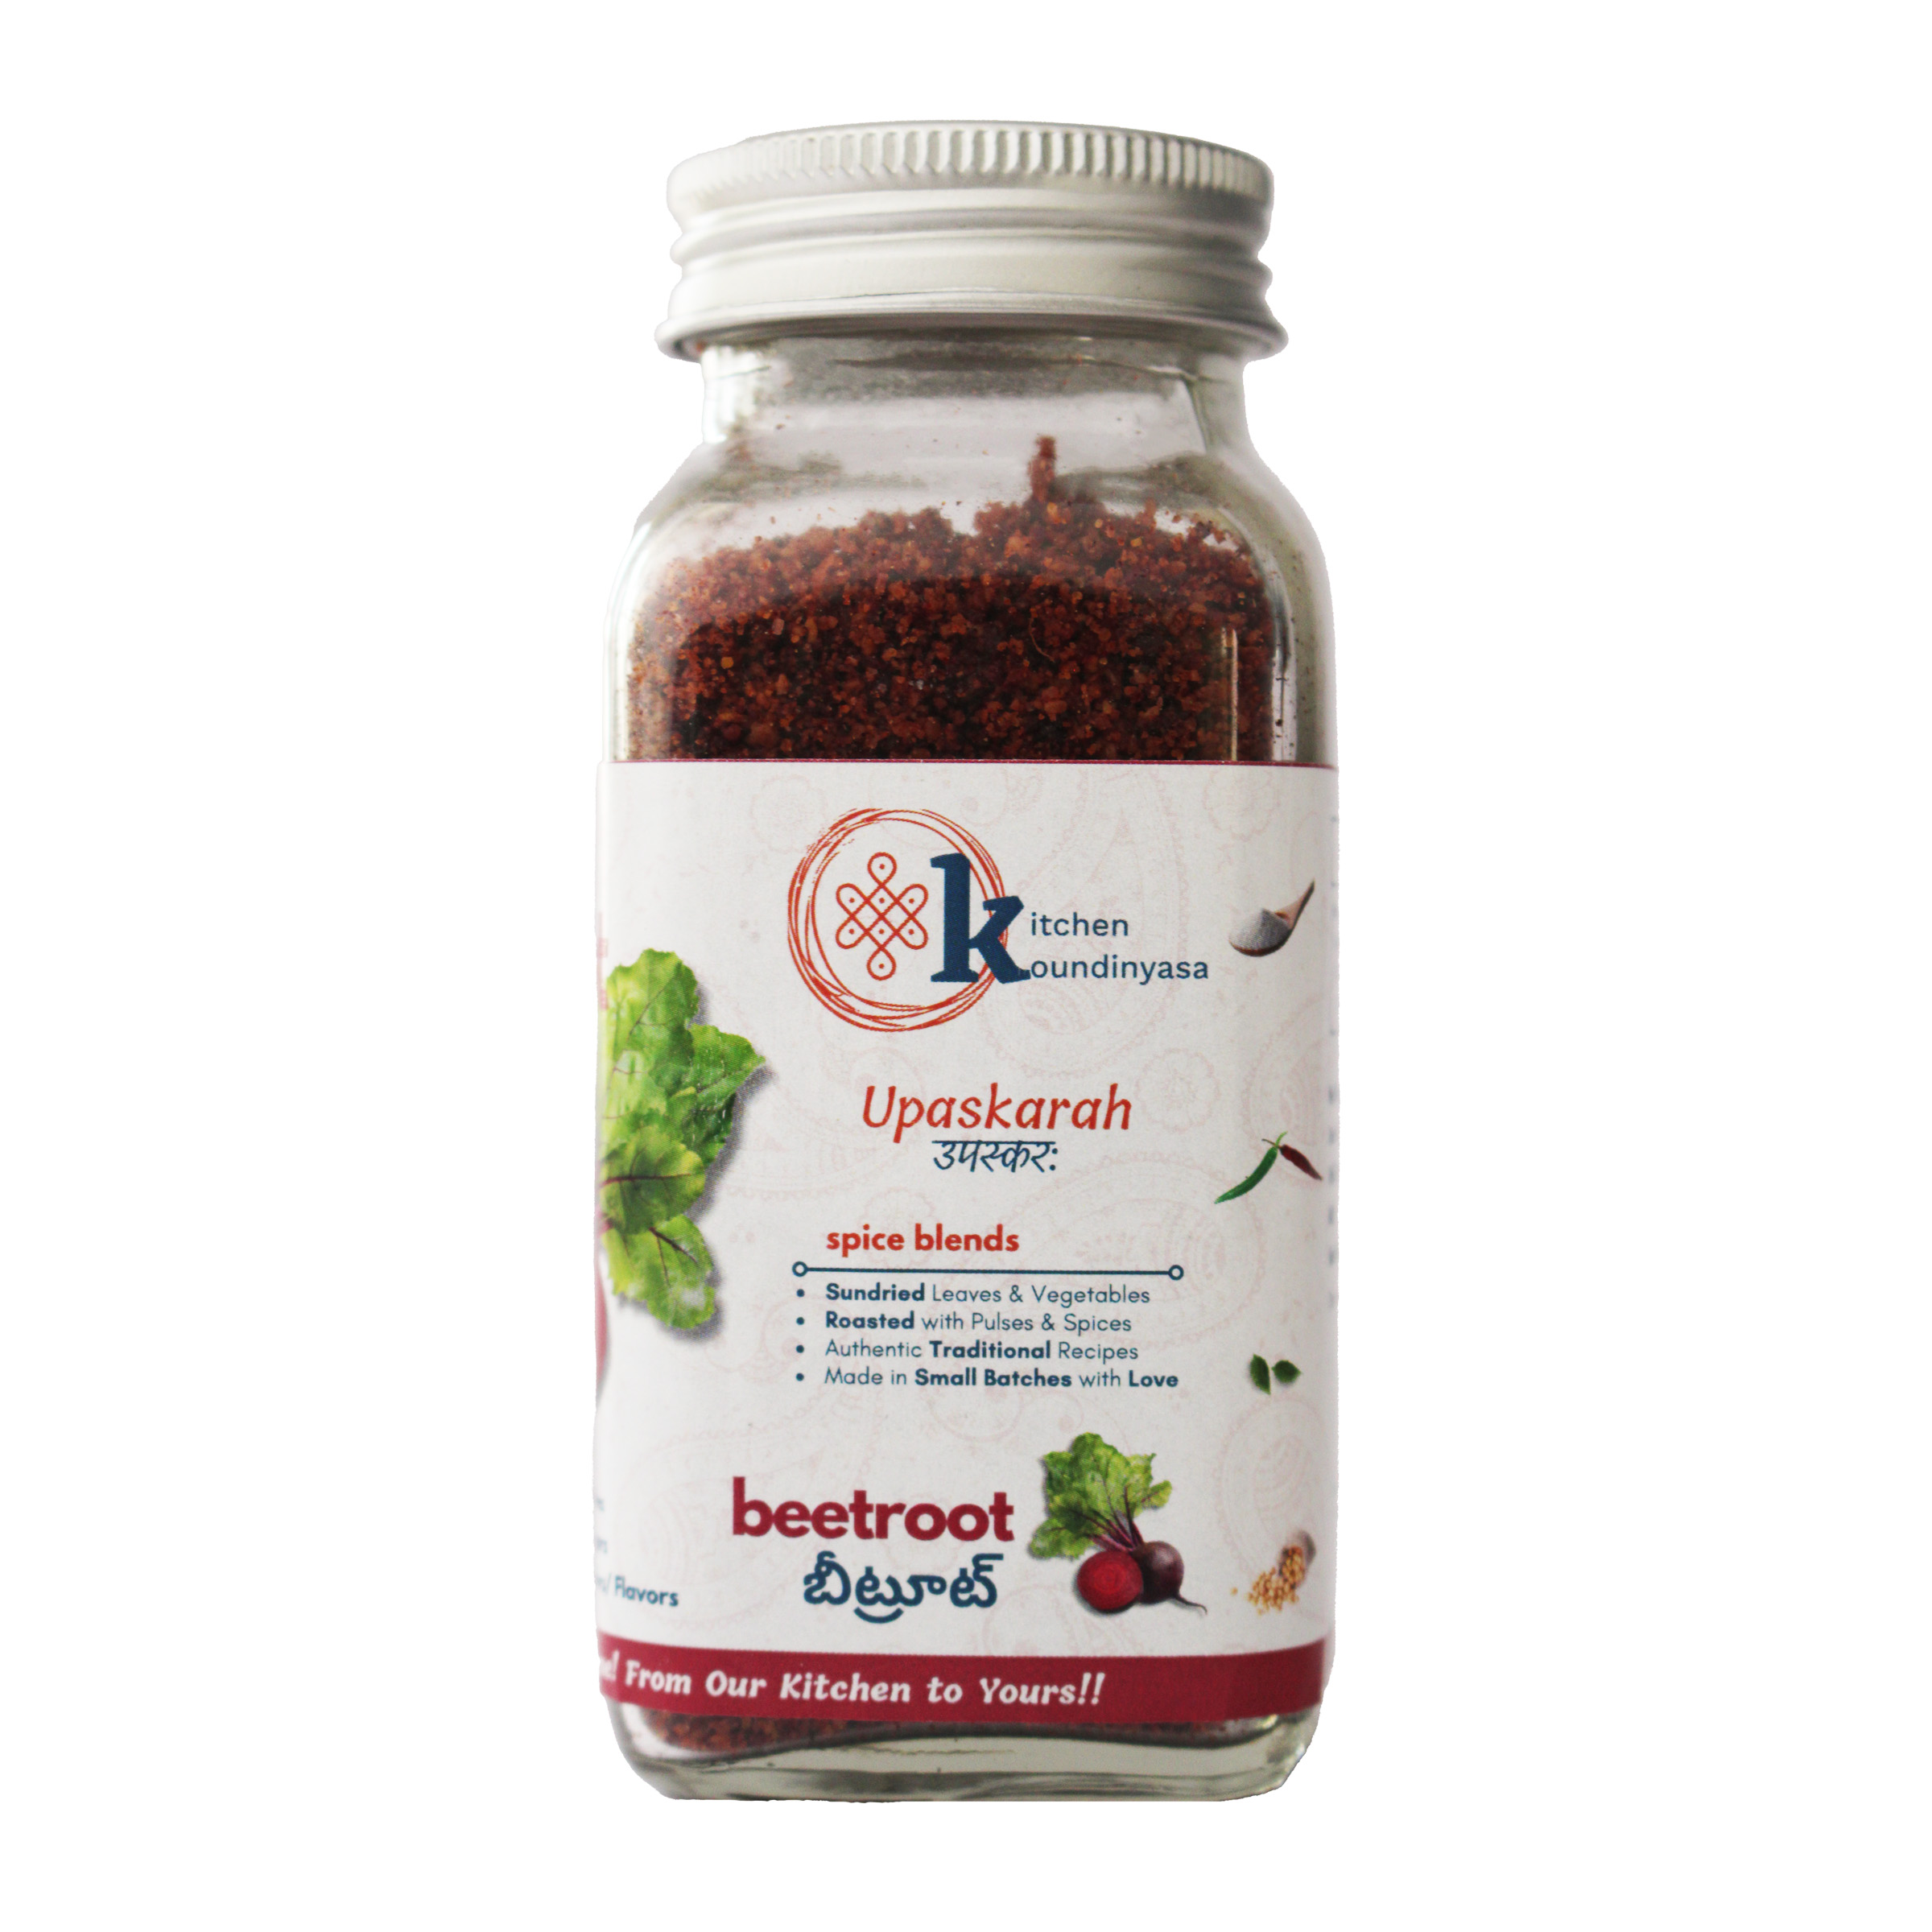 kitchen
koundinyasa
Upaskarah
उपस्करः
spice blends
• Sundried Leaves & Vegetables
• Roasted with Pulses & Spices
• Authentic Traditional Recipes
• Made in Small Batches with Love
beetroot
బీట్రూట్
Flavors
From Our Kitchen to Yours!!